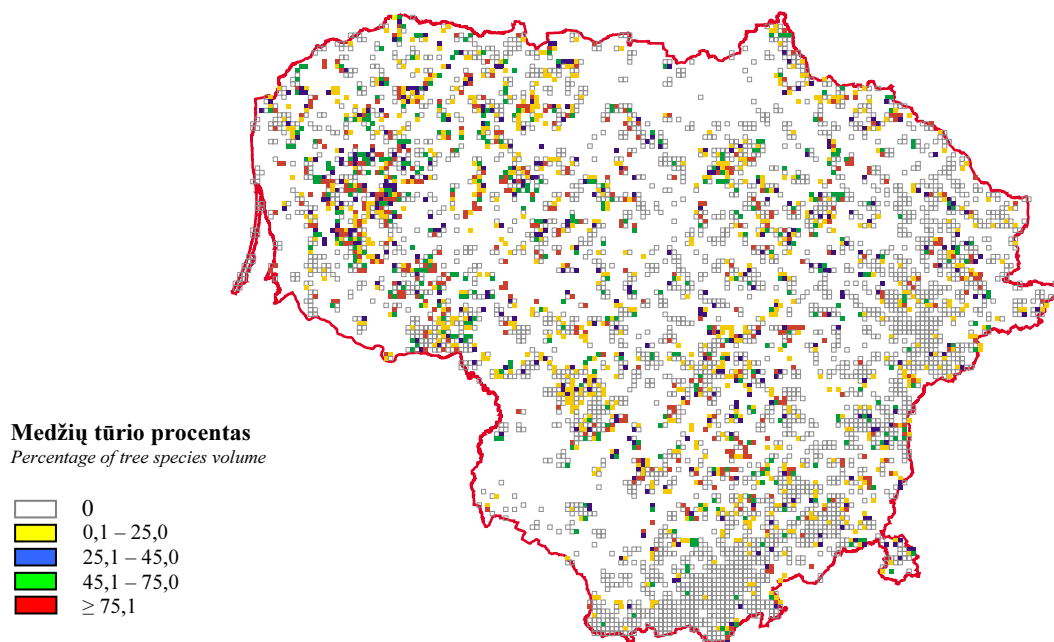 Medžių tūrio procentas
Percentage of tree species volume
0
0,1 – 25,0
25,1 – 45,0
45,1 – 75,0
≥ 75,1